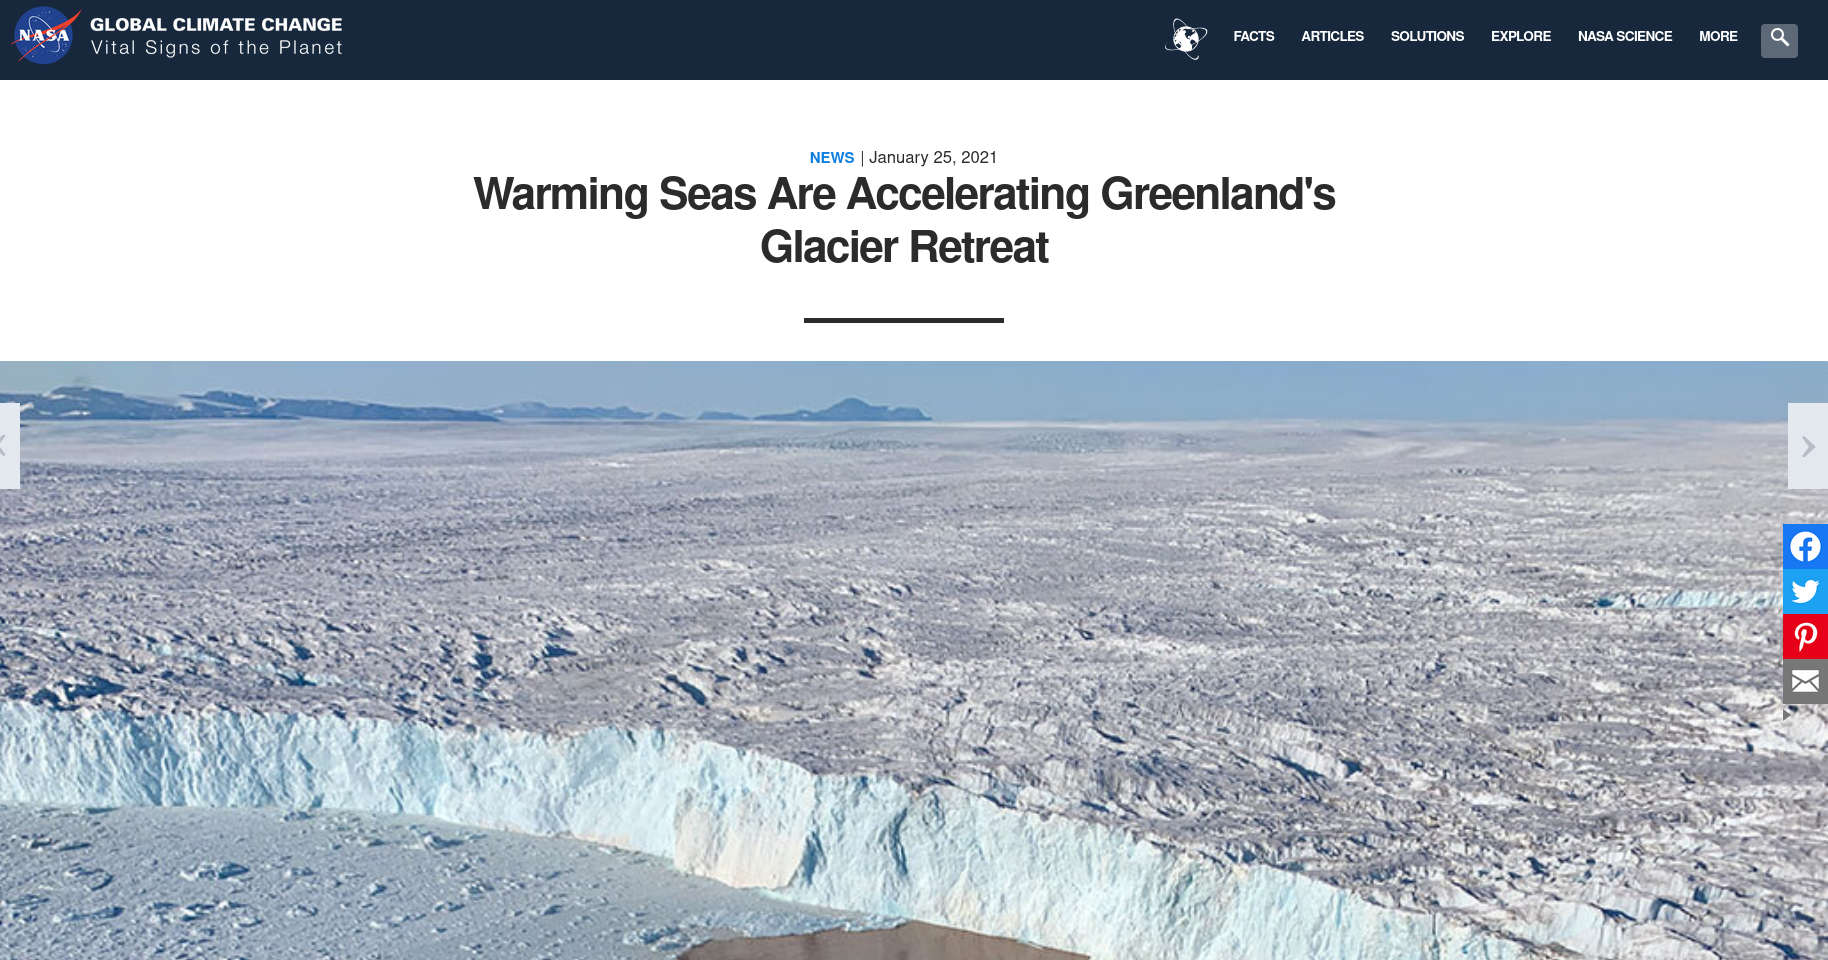 NASA
GLOBAL CLIMATE CHANGE
Vital Signs of the Planet
FACTS ARTICLES SOLUTIONS EXPLORE NASA SCIENCE MORE
NEWS | January 25, 2021
Warming Seas Are Accelerating Greenland's
Glacier Retreat